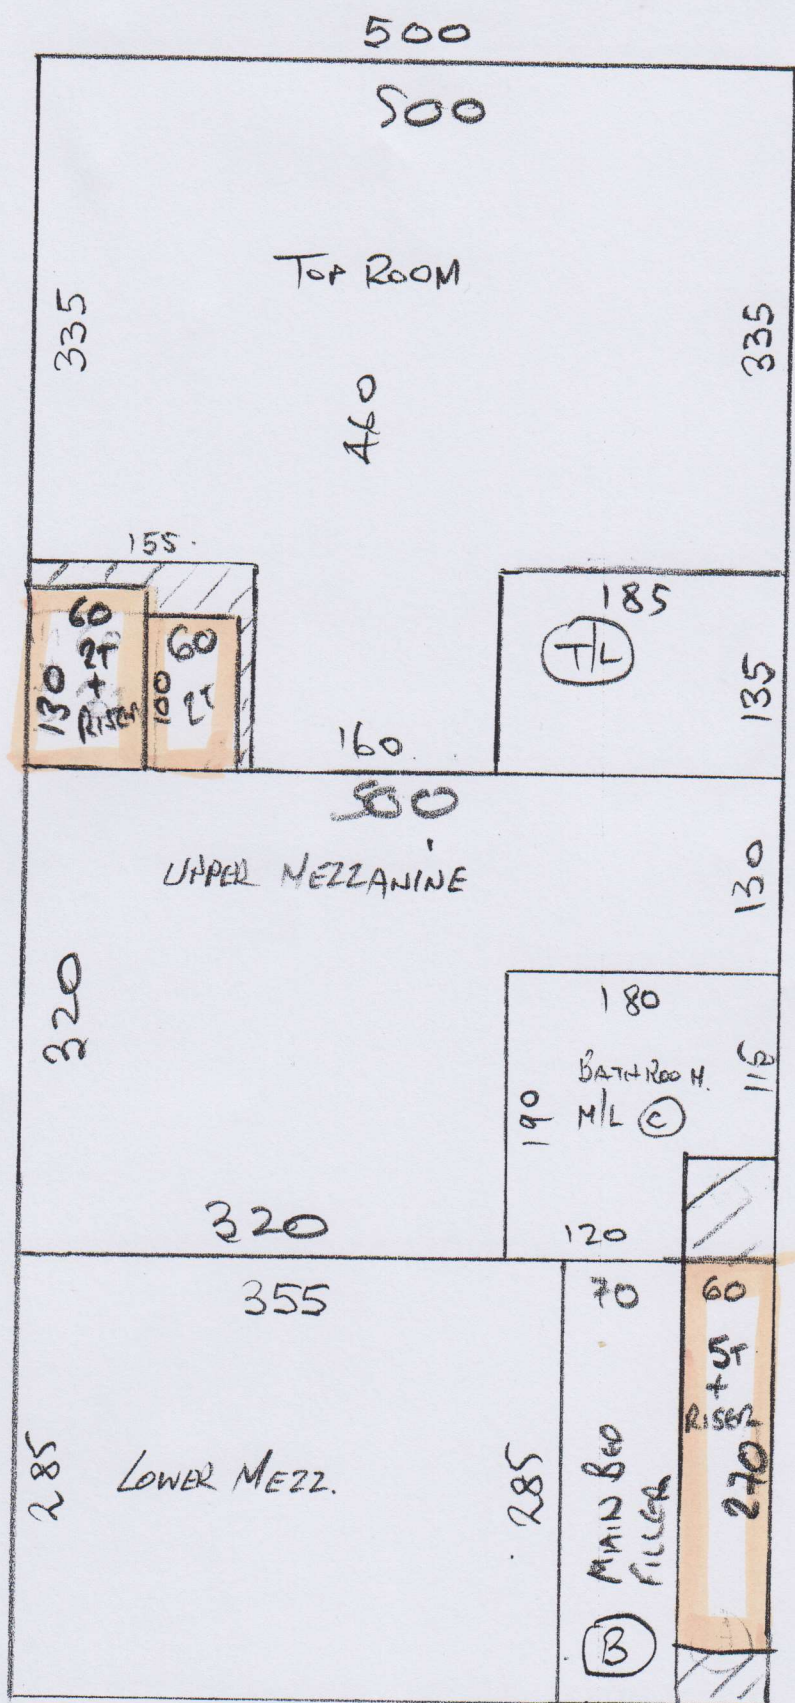 500
500
TOP ROOM
335
335
460
155
185
T/L
60
2T
+
RISER
130
60
2T
100
135
160
500
UPPER MEZZANINE
130
320
180
BATHROOM.
M/L C
115
190
320
120
355
70
60
5T
+
RISER
270
285
LOWER MEZZ.
285
MAIN BED
FILLER
B